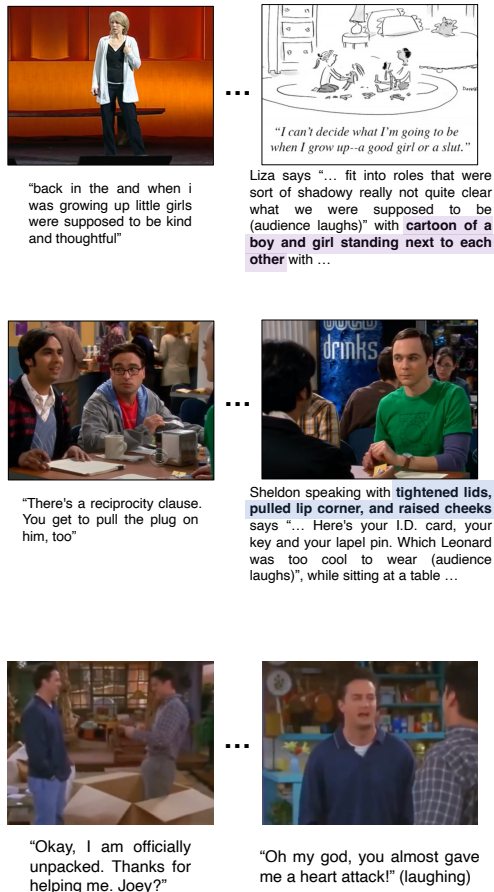 ...
"I can't decide what I'm going to be
when I grow up--a good girl or a slut."
“back in the and when i
was growing up little girls
were supposed to be kind
and thoughtful”
Liza says “... fit into roles that were
sort of shadowy really not quite clear
what we were supposed to be
(audience laughs)” with cartoon of a
boy and girl standing next to each
other with ...
...
drinks
“There's a reciprocity clause.
You get to pull the plug on
him, too”
Sheldon speaking with tightened lids,
pulled lip corner, and raised cheeks
says “... Here's your I.D. card, your
key and your lapel pin. Which Leonard
was too cool to wear (audience
laughs)”, while sitting at a table ...
...
“Okay, I am officially
unpacked. Thanks for
helping me. Joey?”
“Oh my god, you almost gave
me a heart attack!” (laughing)